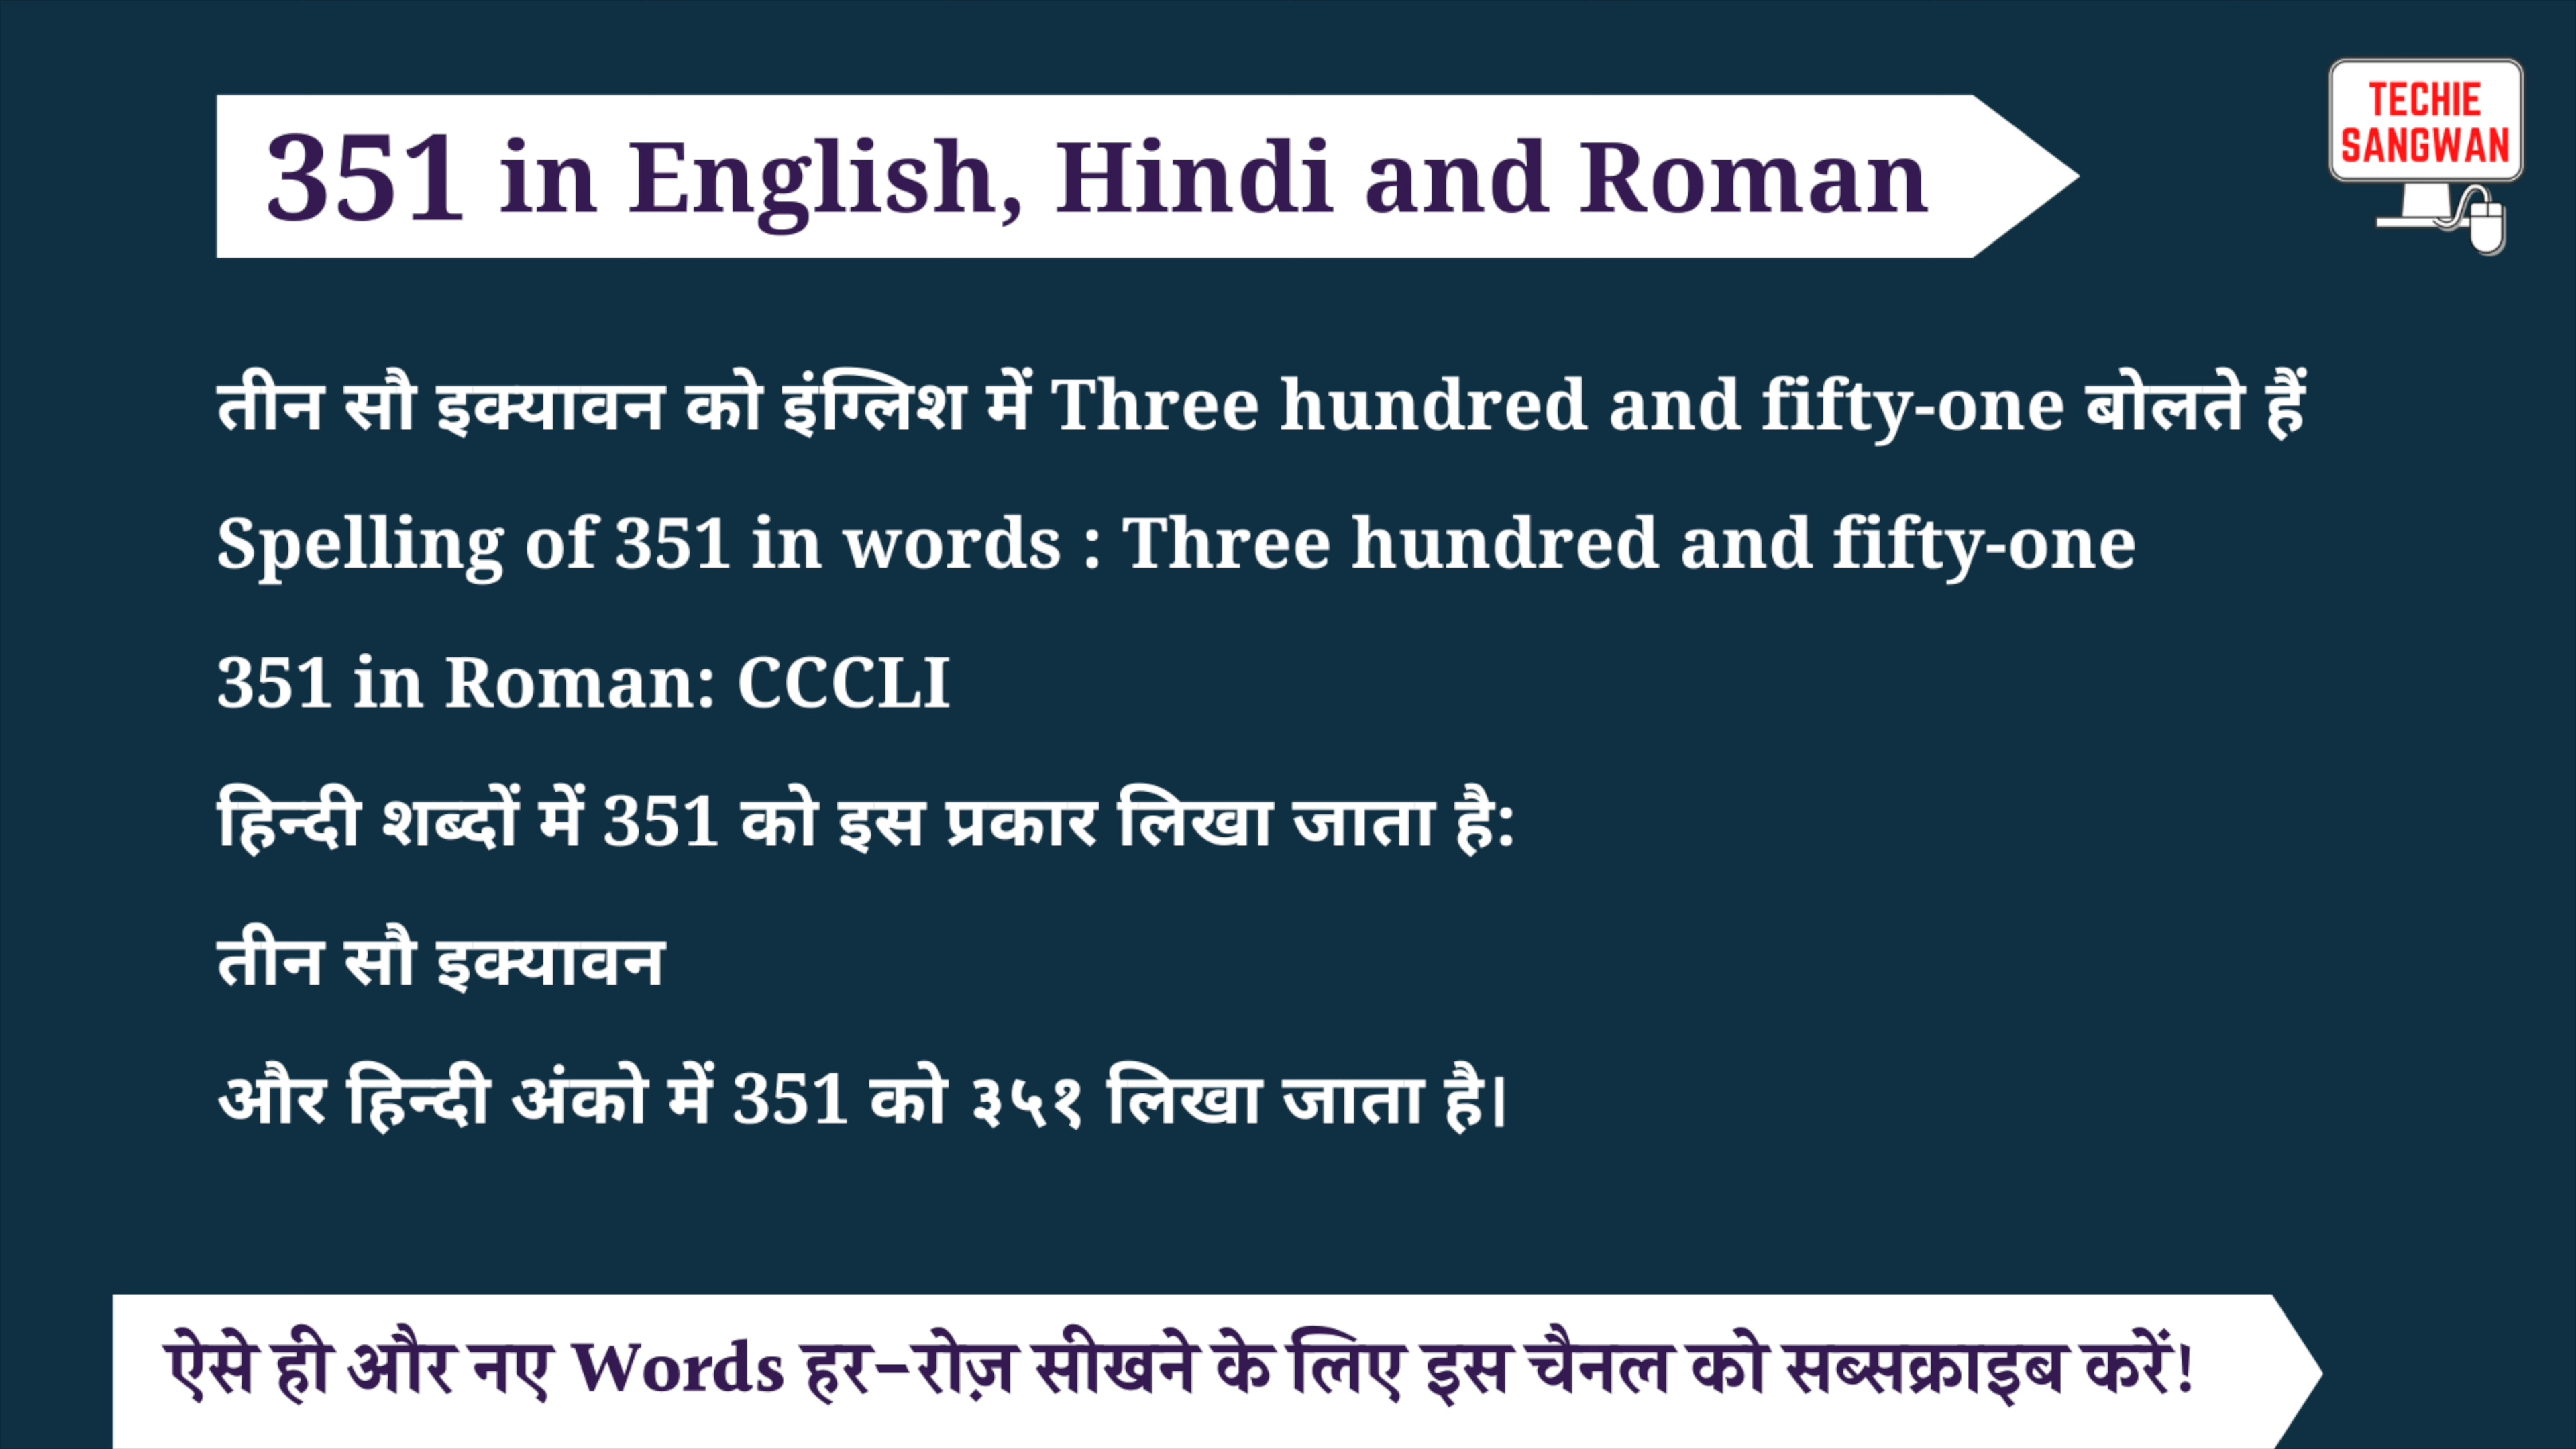 351 in English, Hindi and Roman
TECHIE
SANGWAN
तीन सौ इक्यावन को इंग्लिश में Three hundred and fifty-one बोलते हैं
Spelling of 351 in words : Three hundred and fifty-one
351 in Roman: CCCLI
हिन्दी शब्दों में 351 को इस प्रकार लिखा जाता है:
तीन सौ इक्यावन
और हिन्दी अंको में 351 को ३५१ लिखा जाता है।
ऐसे ही और नए Words हर-रोज़ सीखने के लिए इस चैनल को सब्सक्राइब करें!